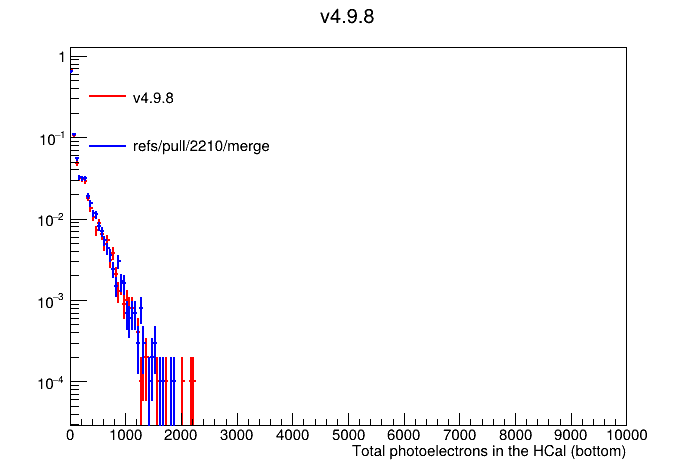 v4.9.8
1
v4.9.8
10⁻¹
refs/pull/2210/merge
10⁻²
10⁻³
10⁻⁴
0 1000 2000 3000 4000 5000 6000 7000 8000 9000 10000
Total photoelectrons in the HCal (bottom)